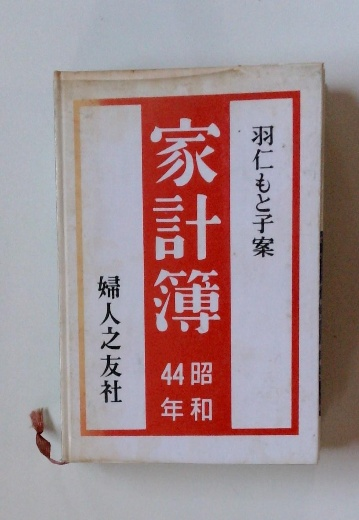 羽仁もと子案
家計簿
昭和
44年
婦人之友社